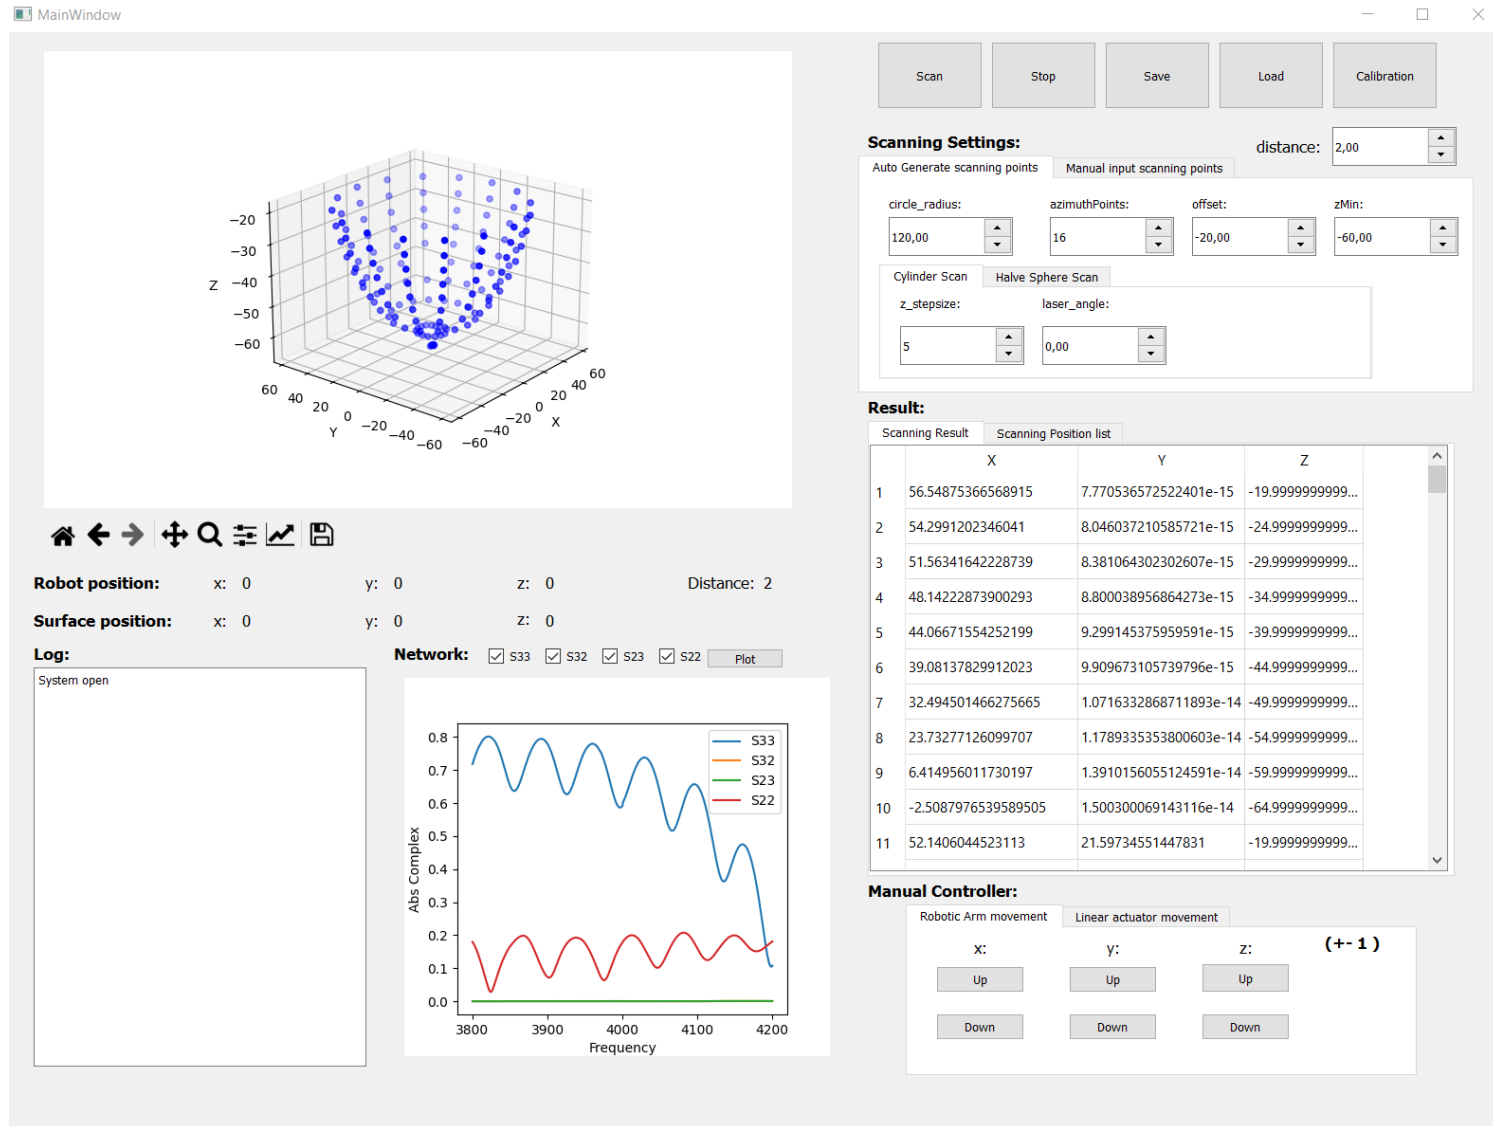 MainWindow
Scan Stop Save Load Calibration
Scanning Settings:
distance: 2,00
Auto Generate scanning points Manual input scanning points
circle_radius: azimuthPoints: offset: zMin:
120,00 16 -20,00 -60,00
Cylinder Scan Halve Sphere Scan
z_stepsize: laser_angle:
5 0,00
−20
−30
Z −40
−50
−60
60 40 20 0 −20 −40 −60
Y
−60 −40 −20 0 20 40 60
X
Robot position: x: 0 y: 0 z: 0 Distance: 2
Surface position: x: 0 y: 0 z: 0
Log:
System open
Network: S33 S32 S23 S22 Plot
0.8
0.7
0.6
0.5
0.4
0.3
0.2
0.1
0.0
Abs Complex
S33
S32
S23
S22
3800 3900 4000 4100 4200
Frequency
Result:
Scanning Result Scanning Position list
X Y Z
1 56.54875366568915 7.770536572522401e-15 -19.9999999999...
2 54.2991202346041 8.046037210585721e-15 -24.9999999999...
3 51.56341642228739 8.381064302302607e-15 -29.9999999999...
4 48.14222873900293 8.800038956864273e-15 -34.9999999999...
5 44.06671554252199 9.299145375959591e-15 -39.9999999999...
6 39.08137829912023 9.909673105739796e-15 -44.9999999999...
7 32.494501466275665 1.0716332868711893e-14 -49.9999999999...
8 23.73277126099707 1.1789335353800603e-14 -54.9999999999...
9 6.414956011730197 1.3910156055124591e-14 -59.9999999999...
10 -2.5087976539589505 1.500300069143116e-14 -64.9999999999...
11 52.1406044523113 21.59734551447831 -19.9999999999...
Manual Controller:
Robotic Arm movement Linear actuator movement
x: y: z: (+- 1 )
Up Up Up
Down Down Down